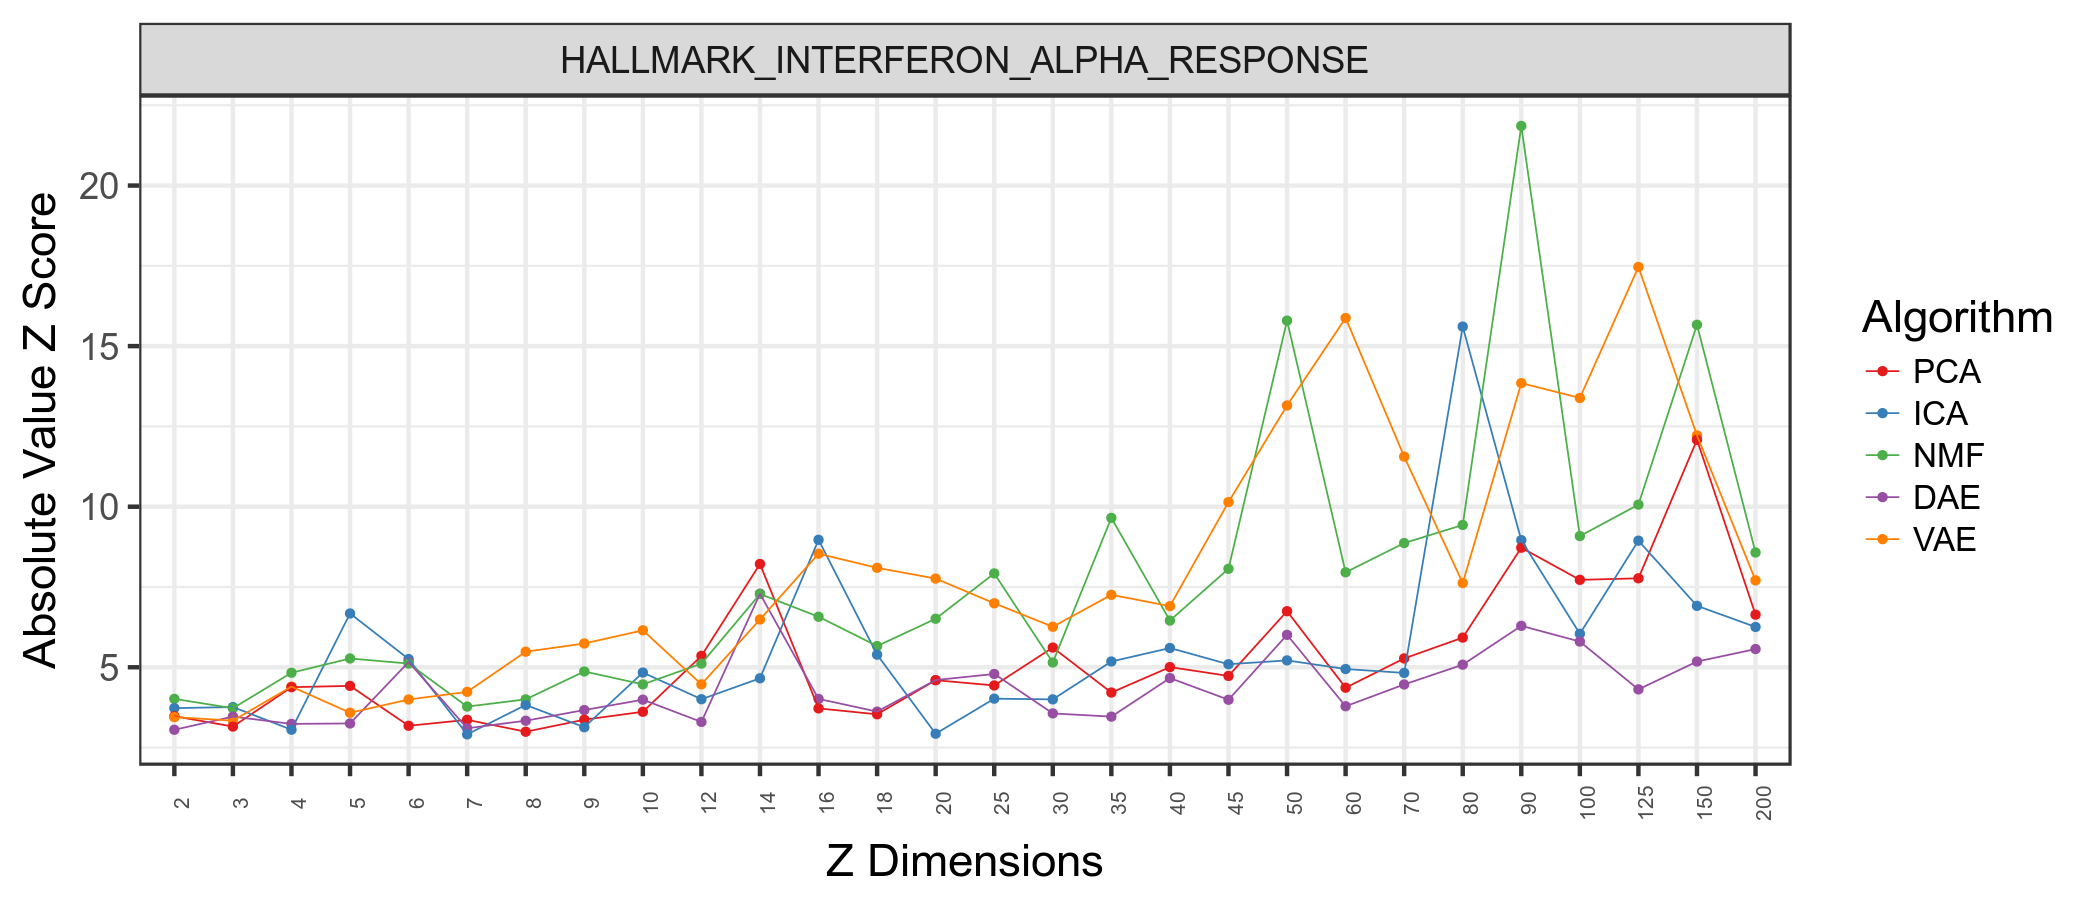 HALLMARK_INTERFERON_ALPHA_RESPONSE
Absolute Value Z Score
20
15
10
5
2 3 4 5 6 7 8 9 10 12 14 16 18 20 25 30 35 40 45 50 60 70 80 90 100 125 150 200
Z Dimensions
Algorithm
PCA
ICA
NMF
DAE
VAE